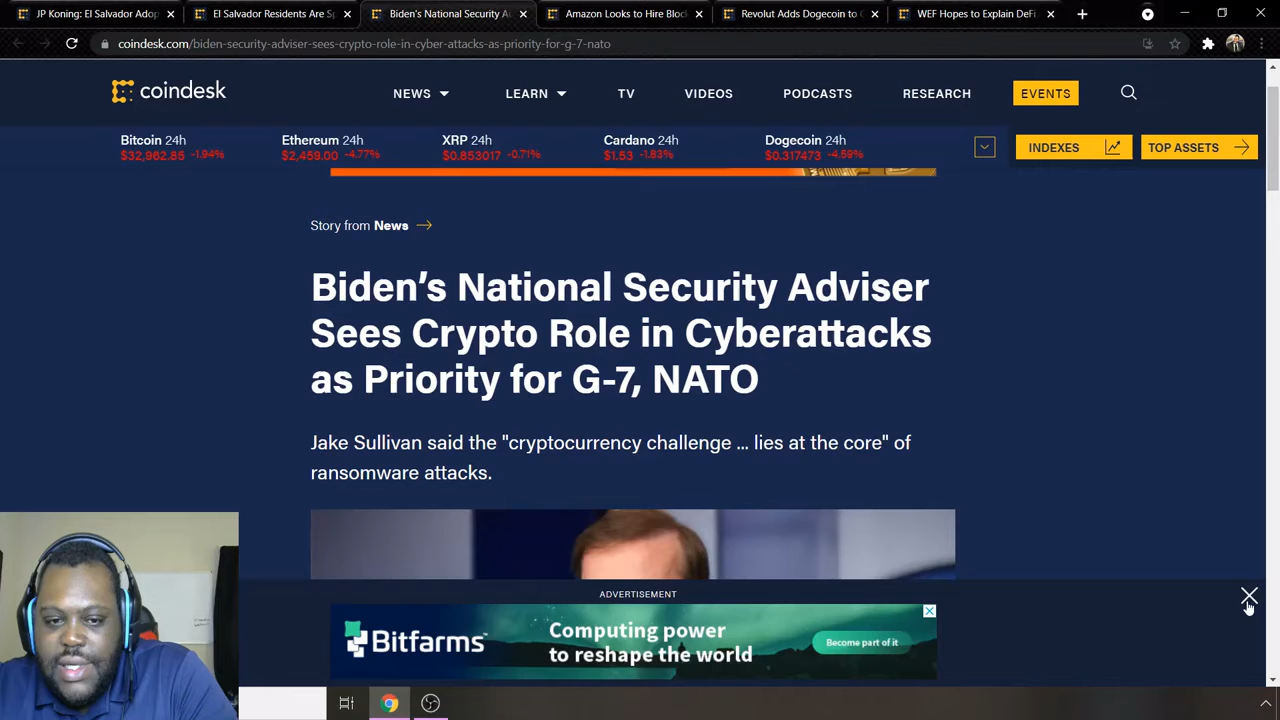 JP Koning: El Salvador Adop
El Salvador Residents Are S
Biden's National Security A
Amazon Looks to Hire Bloc
Revolut Adds Dogecoin to
WEF Hopes to Explain DeFi
coindesk.com/biden-security-adviser-sees-crypto-role-in-cyber-attacks-as-priority-for-g-7-nato
coindesk
NEWS
LEARN
TV
VIDEOS
PODCASTS
RESEARCH
EVENTS
Bitcoin 24h
$32,962.85 -1.94%
Ethereum 24h
$2,459.00 -4.77%
XRP 24h
$0.853017 -0.71%
Cardano 24h
$1.53 -1.83%
Dogecoin 24h
$0.317473 -4.59%
INDEXES
TOP ASSETS
Story from News
Biden's National Security Adviser
Sees Crypto Role in Cyberattacks
as Priority for G-7, NATO
Jake Sullivan said the "cryptocurrency challenge ... lies at the core" of
ransomware attacks.
ADVERTISEMENT
Bitfarms™
Computing power
to reshape the world
Become part of it